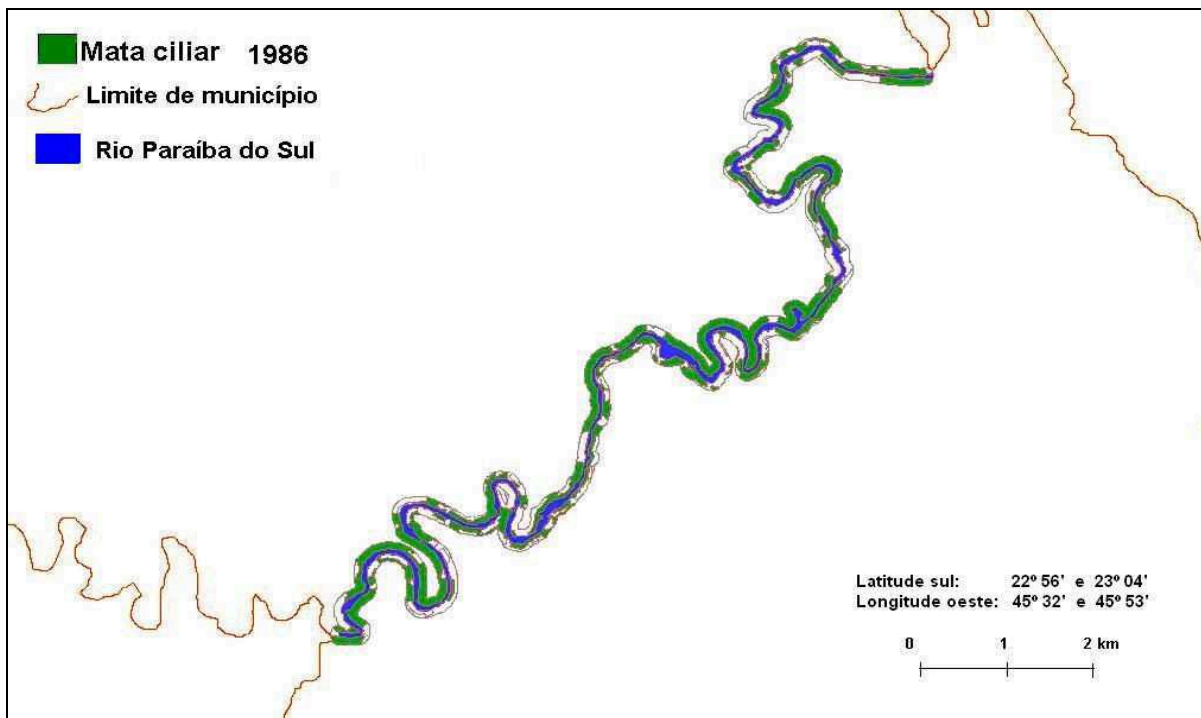 Mata ciliar 1986
Limite de município
Rio Paraíba do Sul
Latitude sul: 22º 56' e 23º 04'
Longitude oeste: 45º 32' e 45º 53'
0 1 2 km